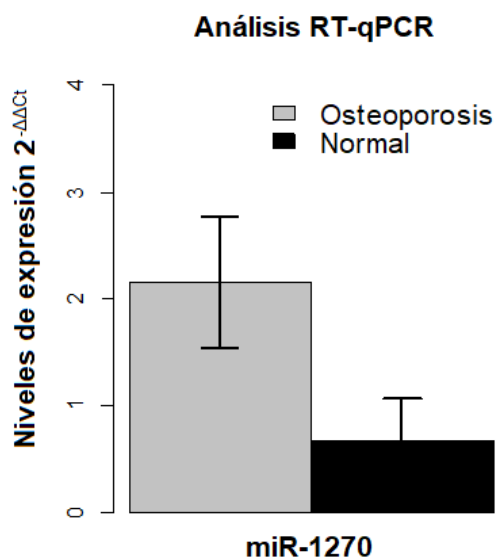 Análisis RT-qPCR
Niveles de expresión 2-ΔΔCt
4
3
2
1
0
Osteoporosis
Normal
miR-1270